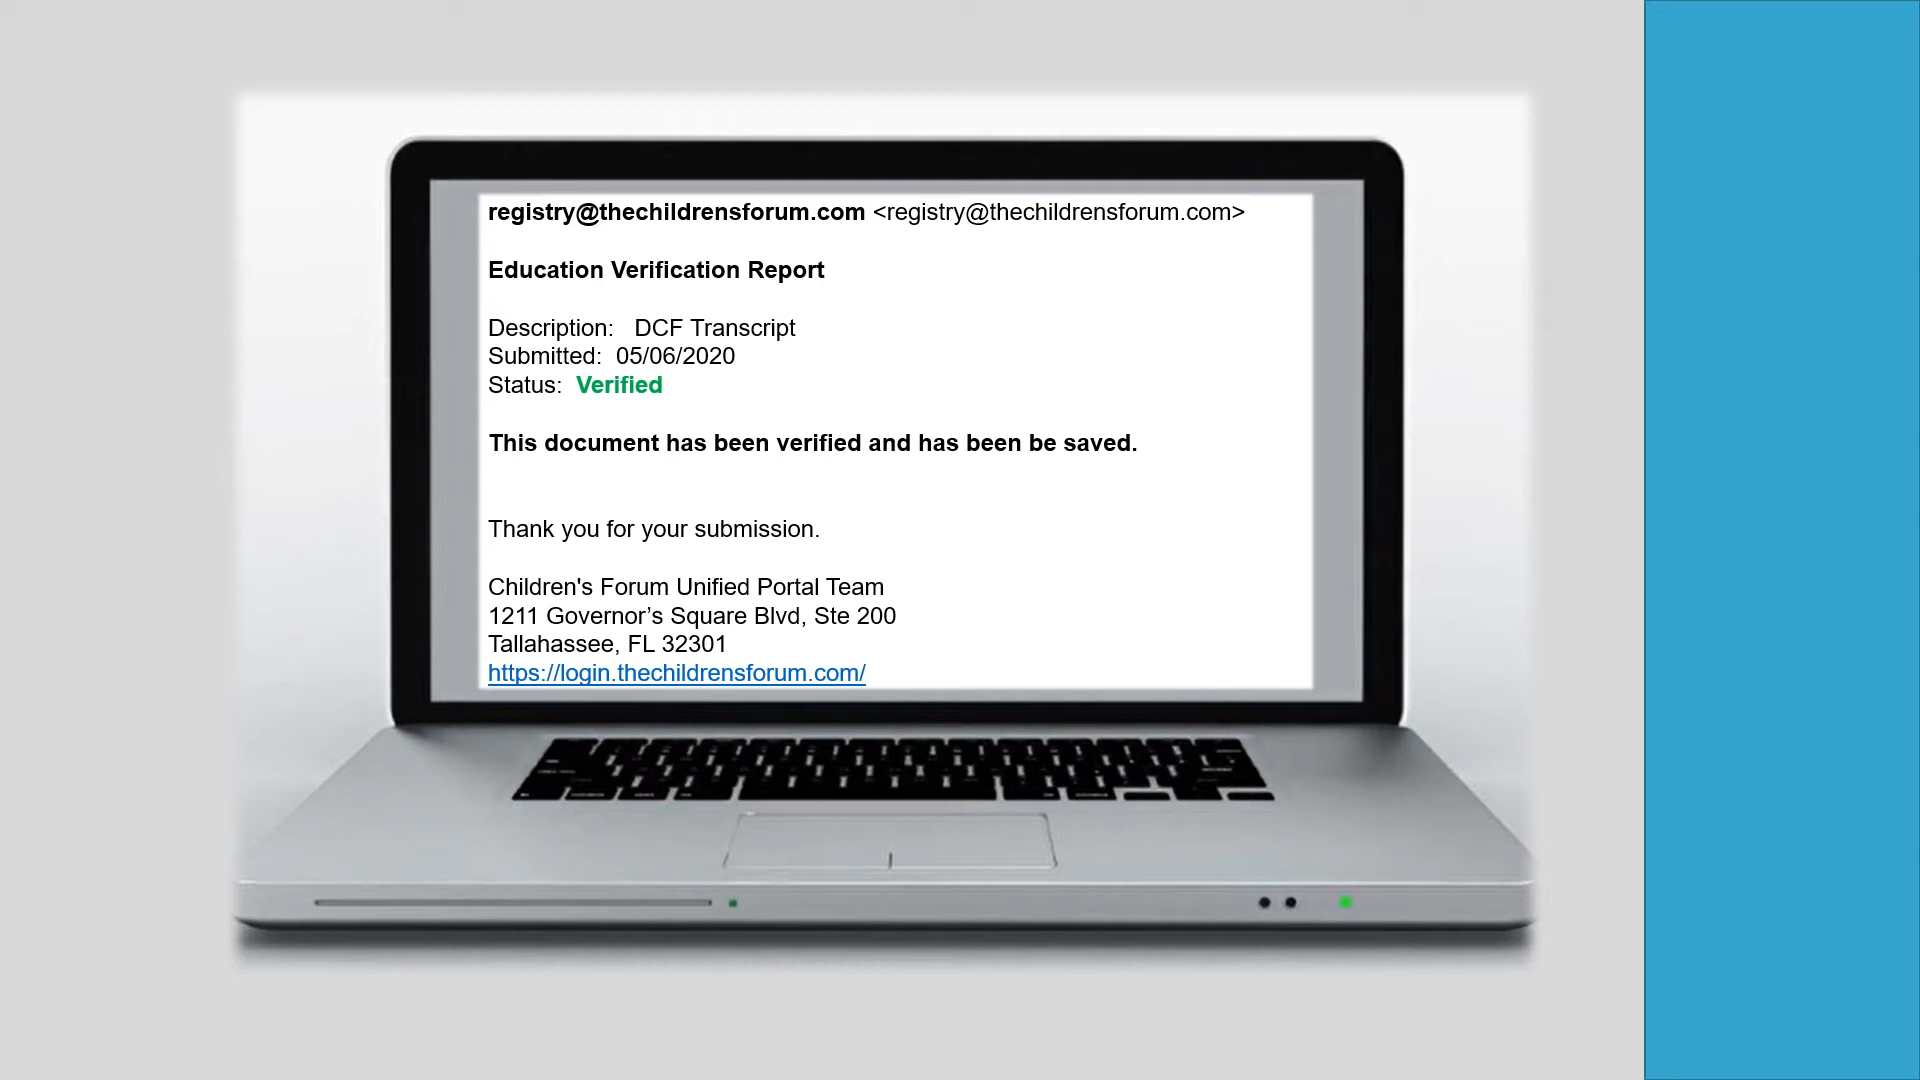 registry@thechildrensforum.com <registry@thechildrensforum.com>
Education Verification Report
Description: DCF Transcript
Submitted: 05/06/2020
Status: Verified
This document has been verified and has been be saved.
Thank you for your submission.
Children's Forum Unified Portal Team
1211 Governor’s Square Blvd, Ste 200
Tallahassee, FL 32301
https://login.thechildrensforum.com/